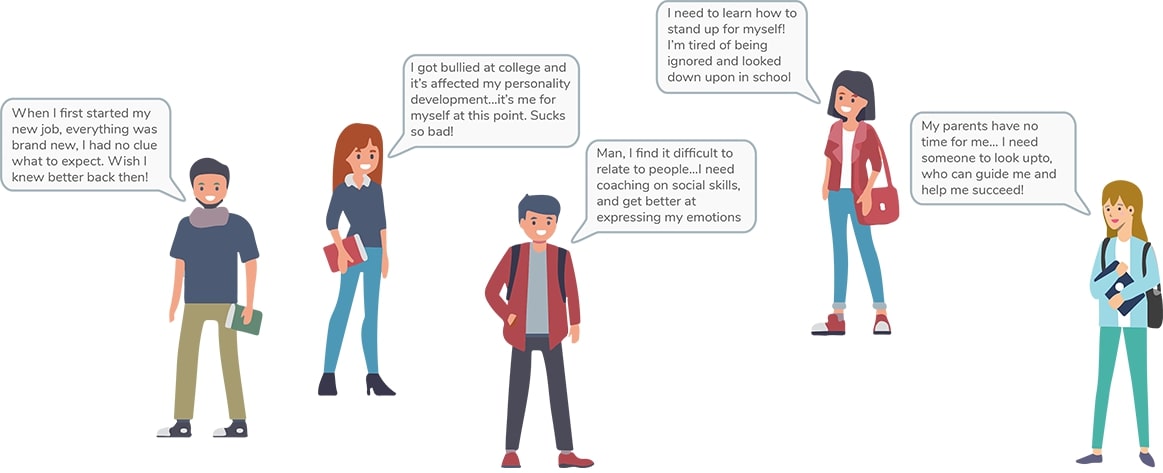 When I first started my
new job, everything was
brand new, I had no clue
what to expect. Wish I
knew better back then!
I got bullied at college and
it's affected my personality
development...it's me for
myself at this point. Sucks
so bad!
Man, I find it difficult to
relate to people...I need
coaching on social skills,
and get better at
expressing my emotions
I need to learn how to
stand up for myself!
I'm tired of being
ignored and looked
down upon in school
My parents have no
time for me... I need
someone to look upto,
who can guide me and
help me succeed!